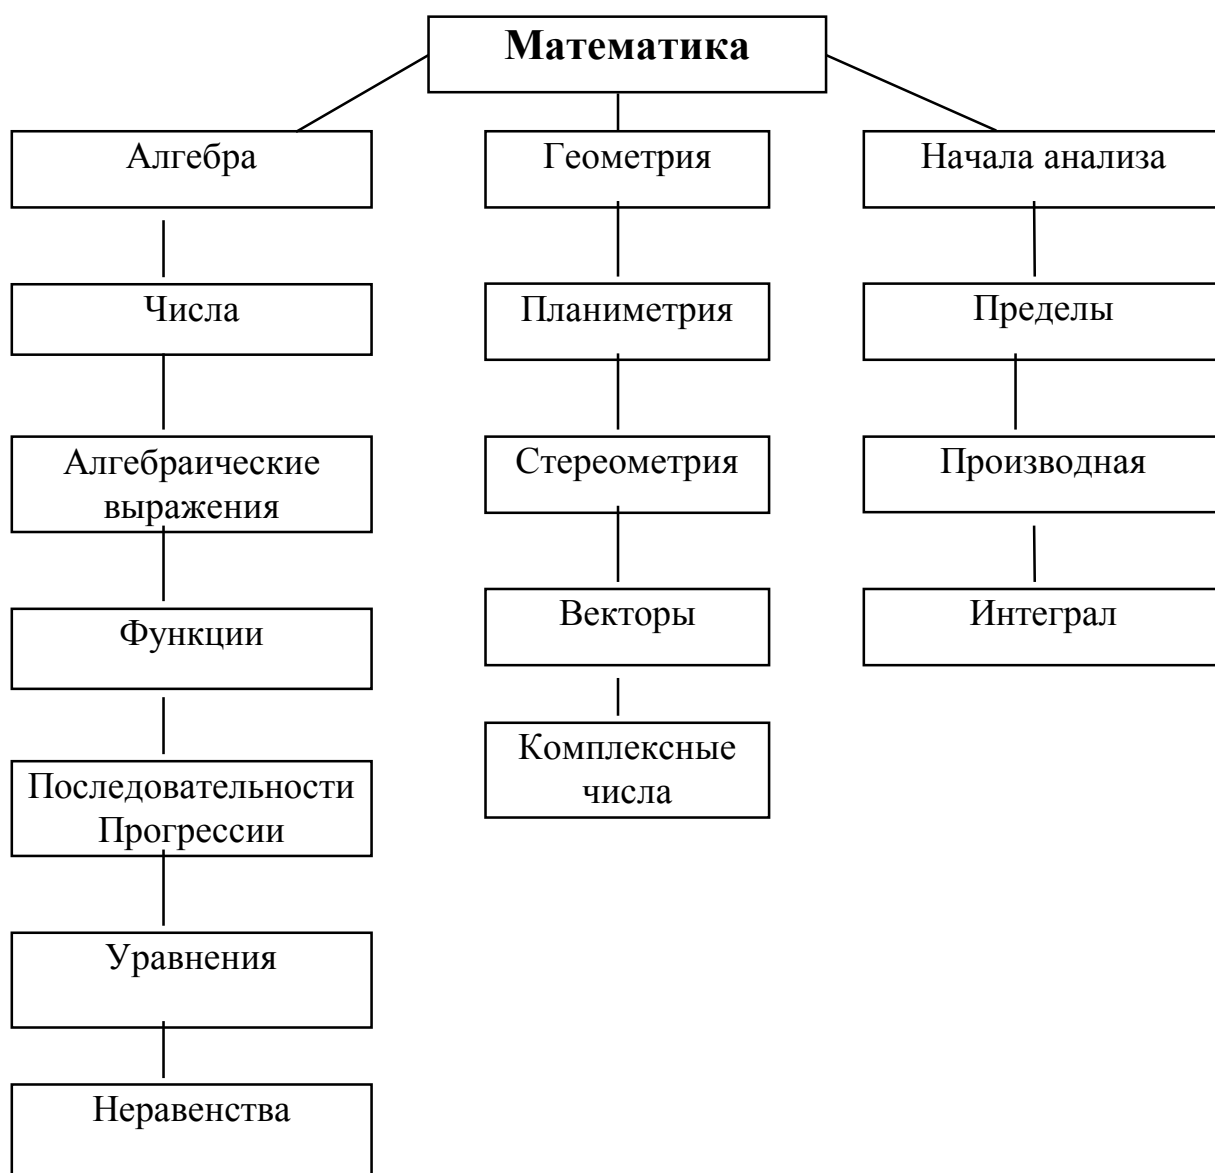 Математика
Алгебра
Числа
Алгебраические
выражения
Функции
Последовательности
Прогрессии
Уравнения
Неравенства
Геометрия
Планиметрия
Стереометрия
Векторы
Комплексные
числа
Начала анализа
Пределы
Производная
Интеграл